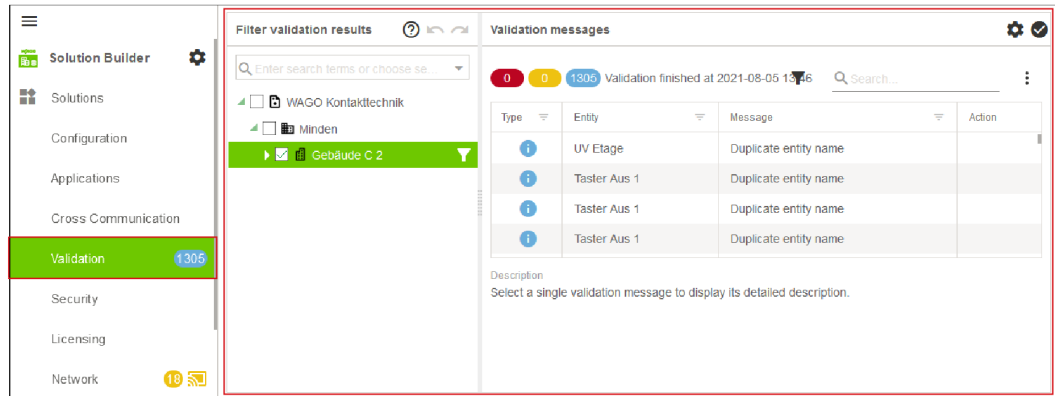 Solution Builder
Solutions
Configuration
Applications
Cross Communication
Validation 1305
Security
Licensing
Network 18
Filter validation results
Enter search terms or choose se...
WAGO Kontakttechnik
Minden
Gebäude C 2
Validation messages
0 0 1305 Validation finished at 2021-08-05 13:46 Search...
Type Entity Message Action
UV Etage Duplicate entity name
Taster Aus 1 Duplicate entity name
Taster Aus 1 Duplicate entity name
Taster Aus 1 Duplicate entity name
Description
Select a single validation message to display its detailed description.